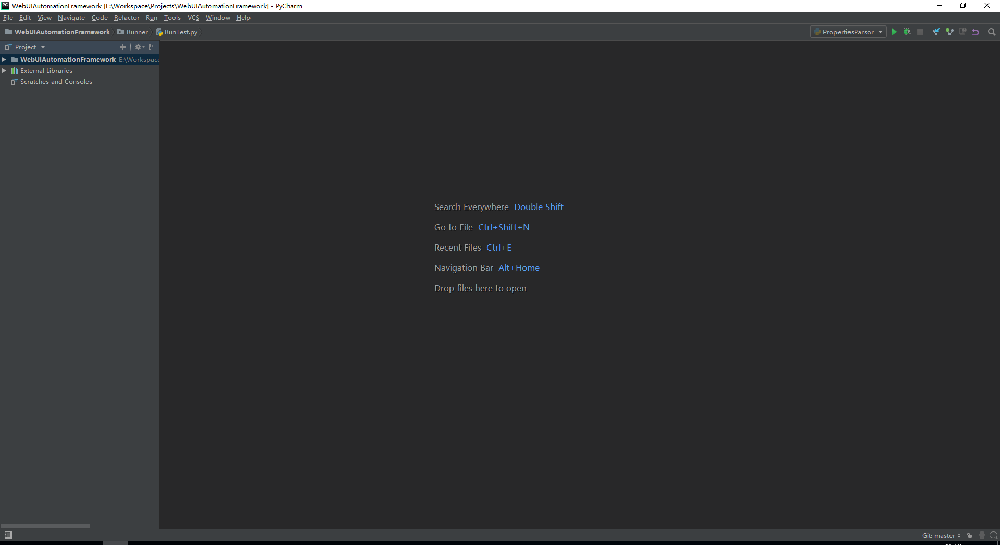 WebUIAutomationFramework [E:\Workspace\Projects\WebUIAutomationFramework] - PyCharm
File Edit View Navigate Code Refactor Run Tools VCS Window Help
WebUIAutomationFramework Runner RunTest.py PropertiesParsor
Project
WebUIAutomationFramework E:\Workspace
External Libraries
Scratches and Consoles
Search Everywhere Double Shift
Go to File Ctrl+Shift+N
Recent Files Ctrl+E
Navigation Bar Alt+Home
Drop files here to open
Git: master